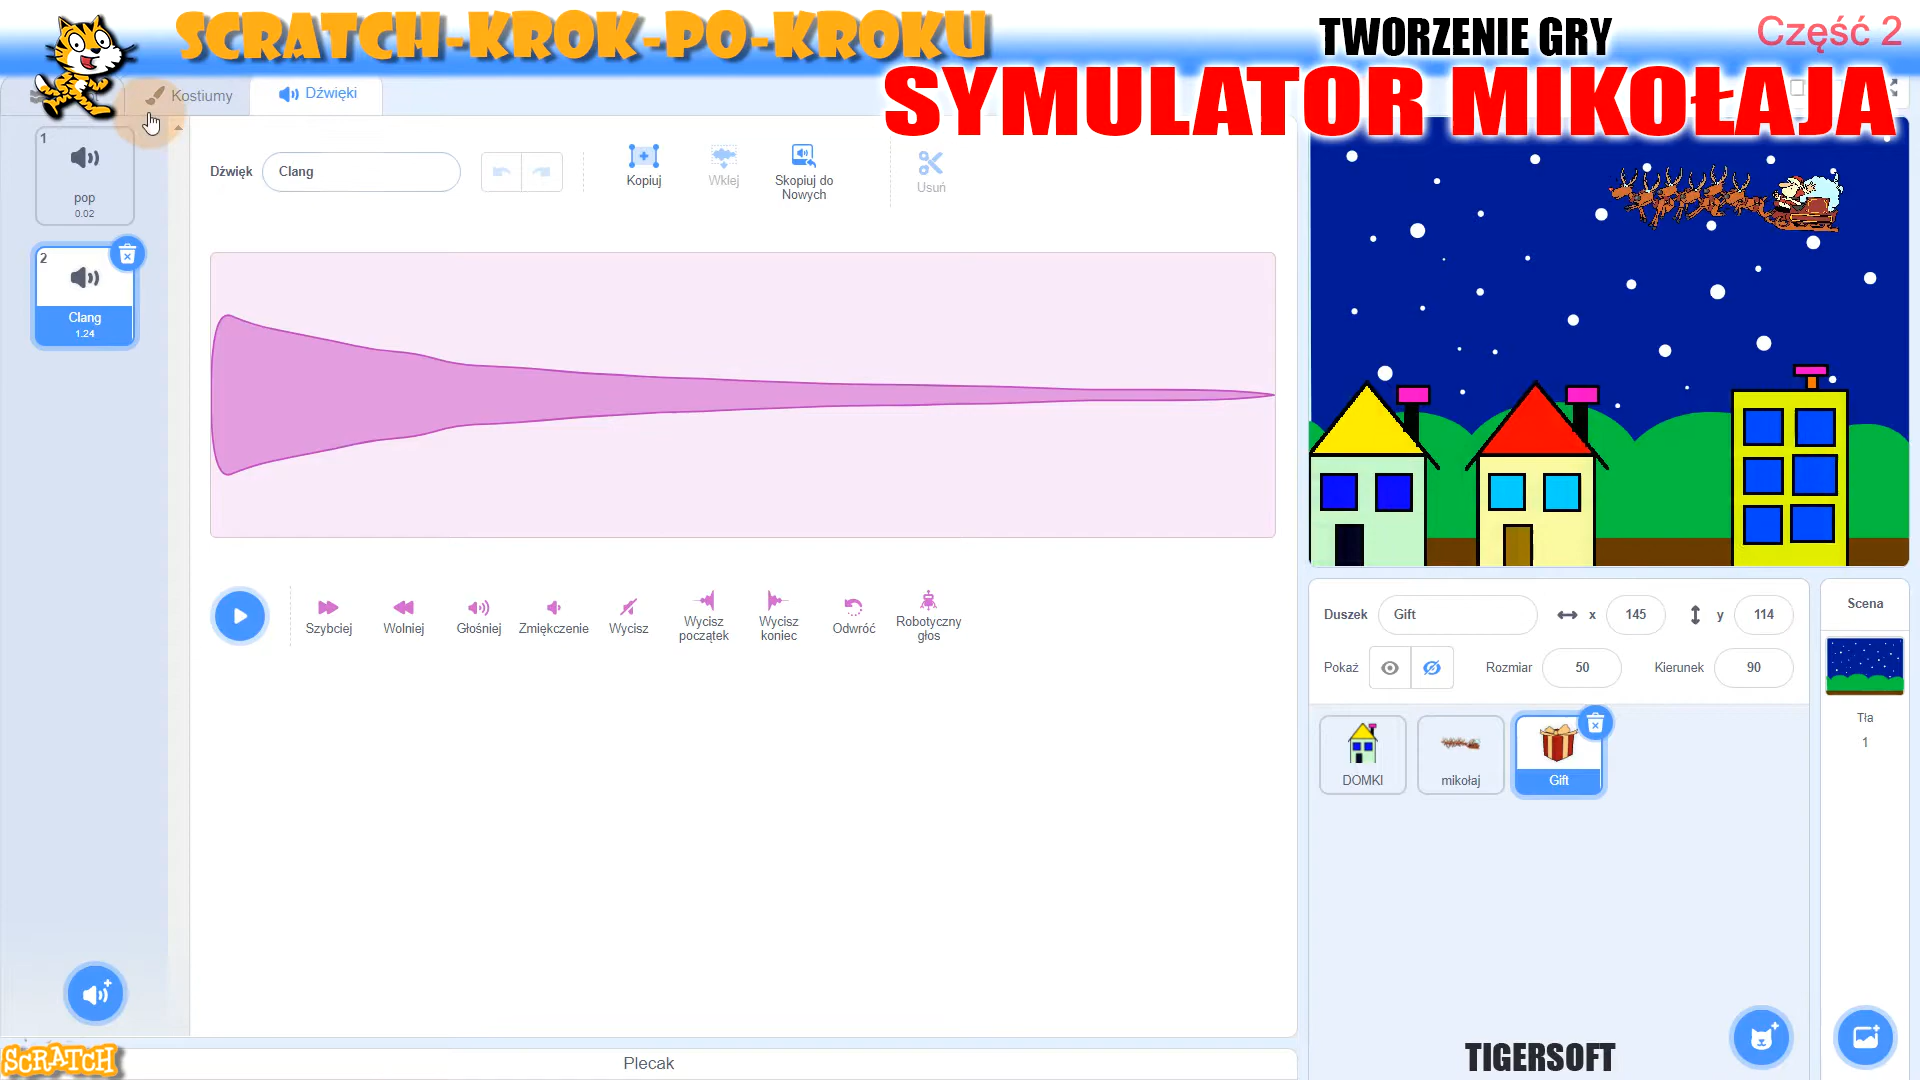 SCRATCH-KROK-PO-KROKU
TWORZENIE GRY
Część 2
SYMULATOR MIKOŁAJA
Kostiumy
Dźwięki
1
pop
0.02
2
Clang
1.24
Dźwięk
Clang
Kopiuj
Wklej
Skopiuj do
Nowych
Usuń
Szybciej
Wolniej
Głośniej
Zmiękczenie
Wycisz
Wycisz
początek
Wycisz
koniec
Odwróć
Robotyczny
głos
Duszek
Gift
x
145
y
114
Pokaż
Rozmiar
50
Kierunek
90
DOMKI
mikołaj
Gift
Scena
Tła
1
SCRATCH
Plecak
TIGERSOFT